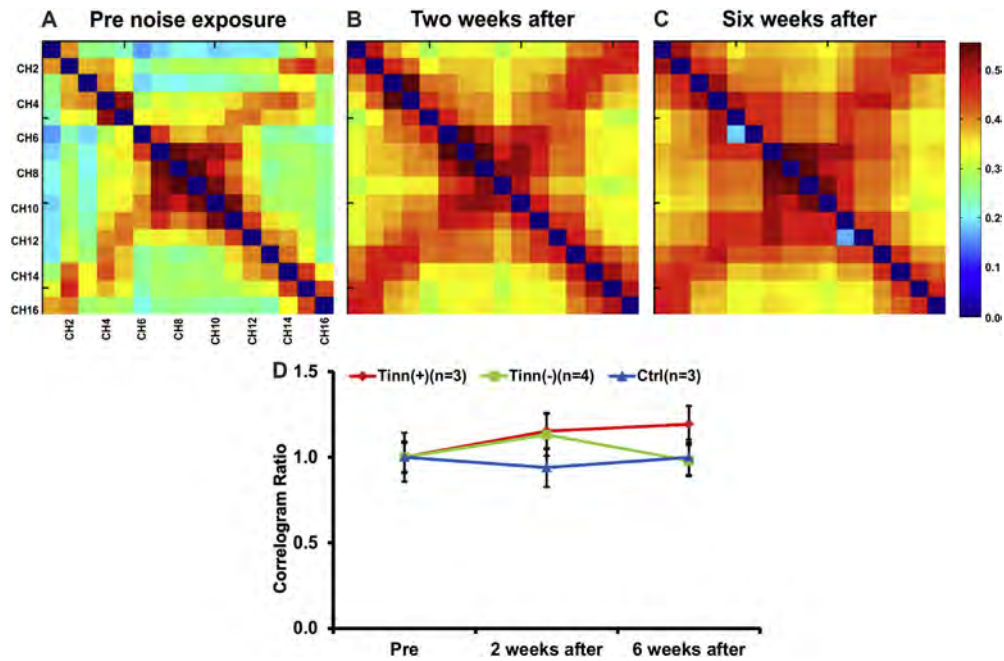 A Pre noise exposure
B Two weeks after
C Six weeks after
CH2
CH4
CH6
CH8
CH10
CH12
CH14
CH16
CH2
CH4
CH6
CH8
CH10
CH12
CH14
CH16
0.5
0.4
0.3
0.2
0.1
0.0
D
Tinn(+)(n=3)
Tinn(-)(n=4)
Ctrl(n=3)
Correlogram Ratio
1.5
1.0
0.5
0.0
Pre
2 weeks after
6 weeks after